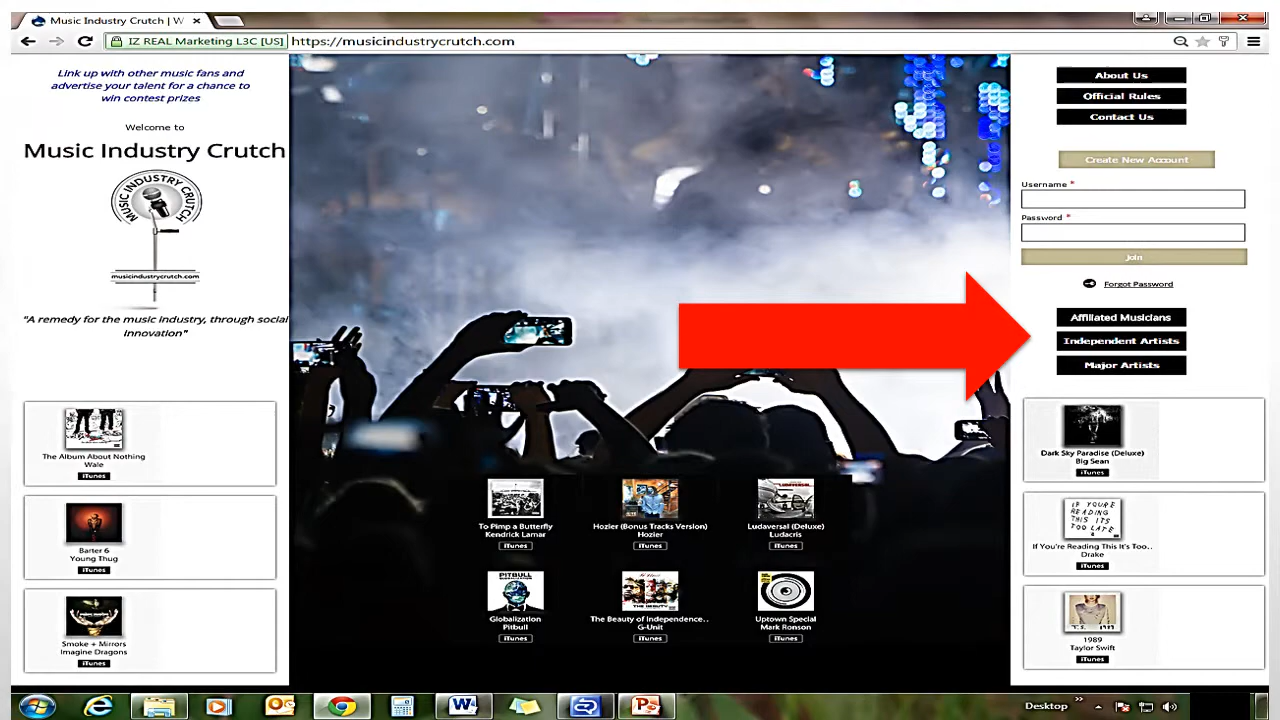 Music Industry Crutch | W
IZ REAL Marketing L3C [US] https://musicindustrycrutch.com
Link up with other music fans and
advertise your talent for a chance to
win contest prizes
Welcome to
Music Industry Crutch
MUSIC INDUSTRY CRUTCH
musicindustrycrutch.com
"A remedy for the music industry, through social
innovation"
The Album About Nothing
Wale
iTunes
Barter 6
Young Thug
iTunes
Smoke + Mirrors
Imagine Dragons
iTunes
To Pimp a Butterfly
Kendrick Lamar
iTunes
Hozier (Bonus Tracks Version)
Hozier
iTunes
Ludaversal (Deluxe)
Ludacris
iTunes
PITBULL
Globalization
Pitbull
iTunes
THE BEAUTY
The Beauty of Independence..
G-Unit
iTunes
Uptown Special
Mark Ronson
iTunes
About Us
Official Rules
Contact Us
Create New Account
Username *
Password *
Join
Forgot Password
Affiliated Musicians
Independent Artists
Major Artists
Dark Sky Paradise (Deluxe)
Big Sean
iTunes
IF YOURE
READING
THIS ITS
TOO LATE
If You're Reading This It's Too..
Drake
iTunes
T.S. 1989
1989
Taylor Swift
iTunes
Desktop